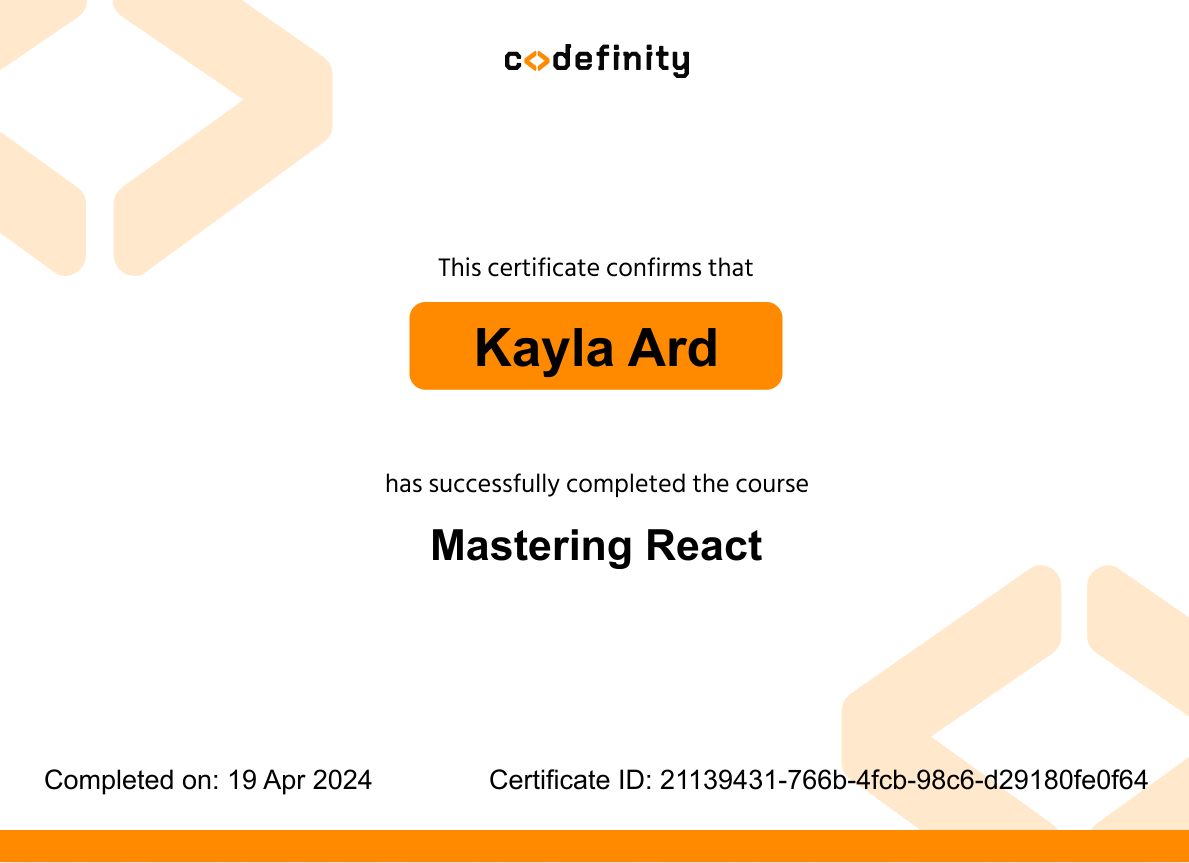 codefinity
This certificate confirms that
Kayla Ard
has successfully completed the course
Mastering React
Completed on: 19 Apr 2024
Certificate ID: 21139431-766b-4fcb-98c6-d29180fe0f64